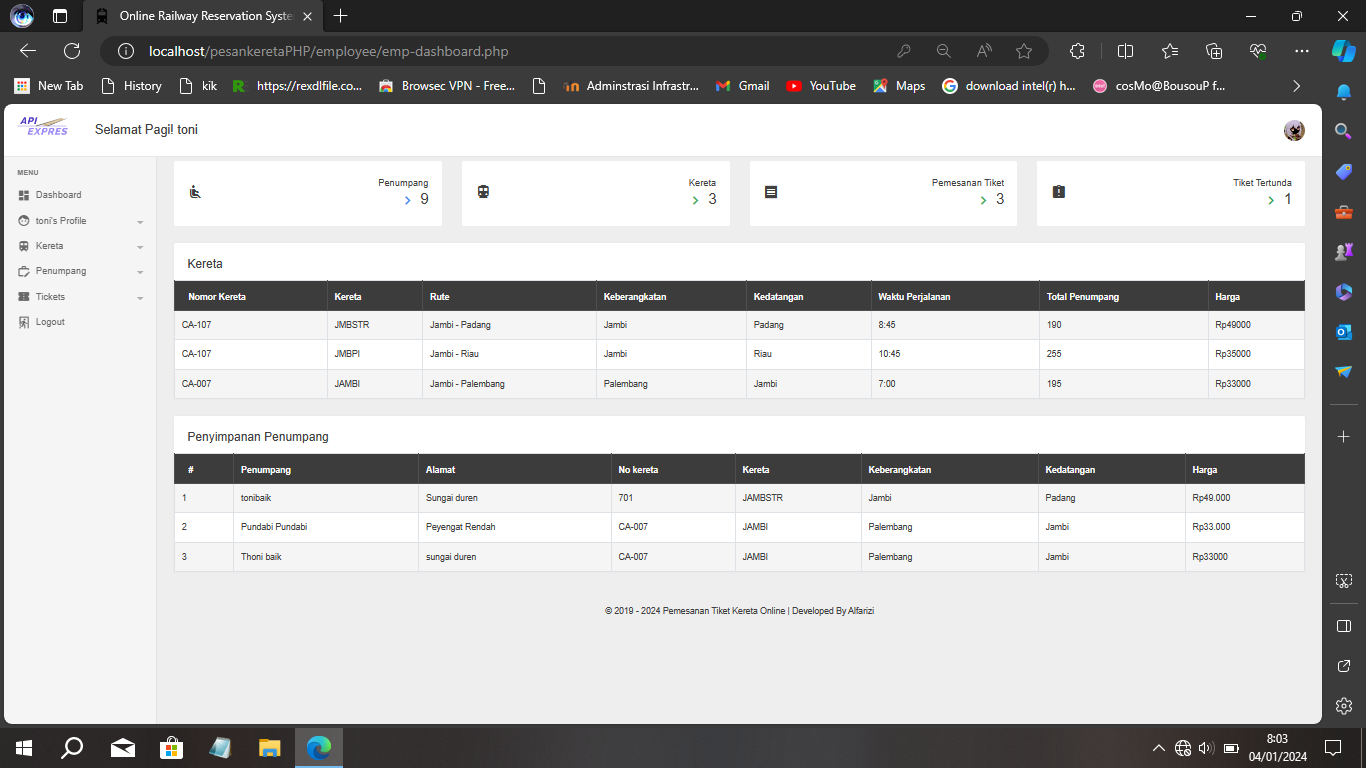 Online Railway Reservation Syste
localhost/pesankeretaPHP/employee/emp-dashboard.php
New Tab History kik https://rexdlfile.co... Browsec VPN - Free... Adminstrasi Infrastr... Gmail YouTube Maps download intel(r) h... cosMo@BousouP f...
API EXPRES
Selamat Pagi! toni
MENU
Dashboard
toni's Profile
Kereta
Penumpang
Tickets
Logout
Penumpang
9
Kereta
3
Pemesanan Tiket
3
Tiket Tertunda
1
Kereta
Nomor Kereta Kereta Rute Keberangkatan Kedatangan Waktu Perjalanan Total Penumpang Harga
CA-107 JMBSTR Jambi - Padang Jambi Padang 8:45 190 Rp49000
CA-107 JMBPI Jambi - Riau Jambi Riau 10:45 255 Rp35000
CA-007 JAMBI Jambi - Palembang Palembang Jambi 7:00 195 Rp33000
Penyimpanan Penumpang
# Penumpang Alamat No kereta Kereta Keberangkatan Kedatangan Harga
1 tonibaik Sungai duren 701 JAMBSTR Jambi Padang Rp49.000
2 Pundabi Pundabi Peyengat Rendah CA-007 JAMBI Palembang Jambi Rp33.000
3 Thoni baik sungai duren CA-007 JAMBI Palembang Jambi Rp33000
© 2019 - 2024 Pemesanan Tiket Kereta Online | Developed By Alfarizi
8:03
04/01/2024